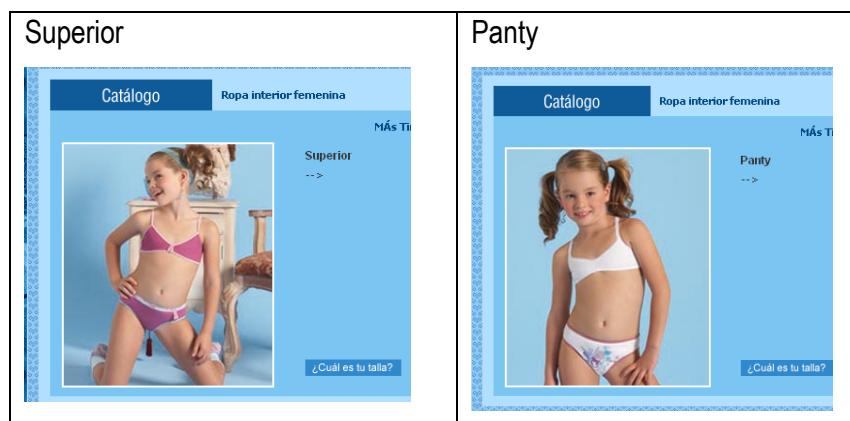 Superior
Catálogo
Ropa interior femenina
MÁs Ti
Superior
-->
¿Cuál es tu talla?
Panty
Catálogo
Ropa interior femenina
MÁs T
Panty
-->
¿Cuál es tu talla?